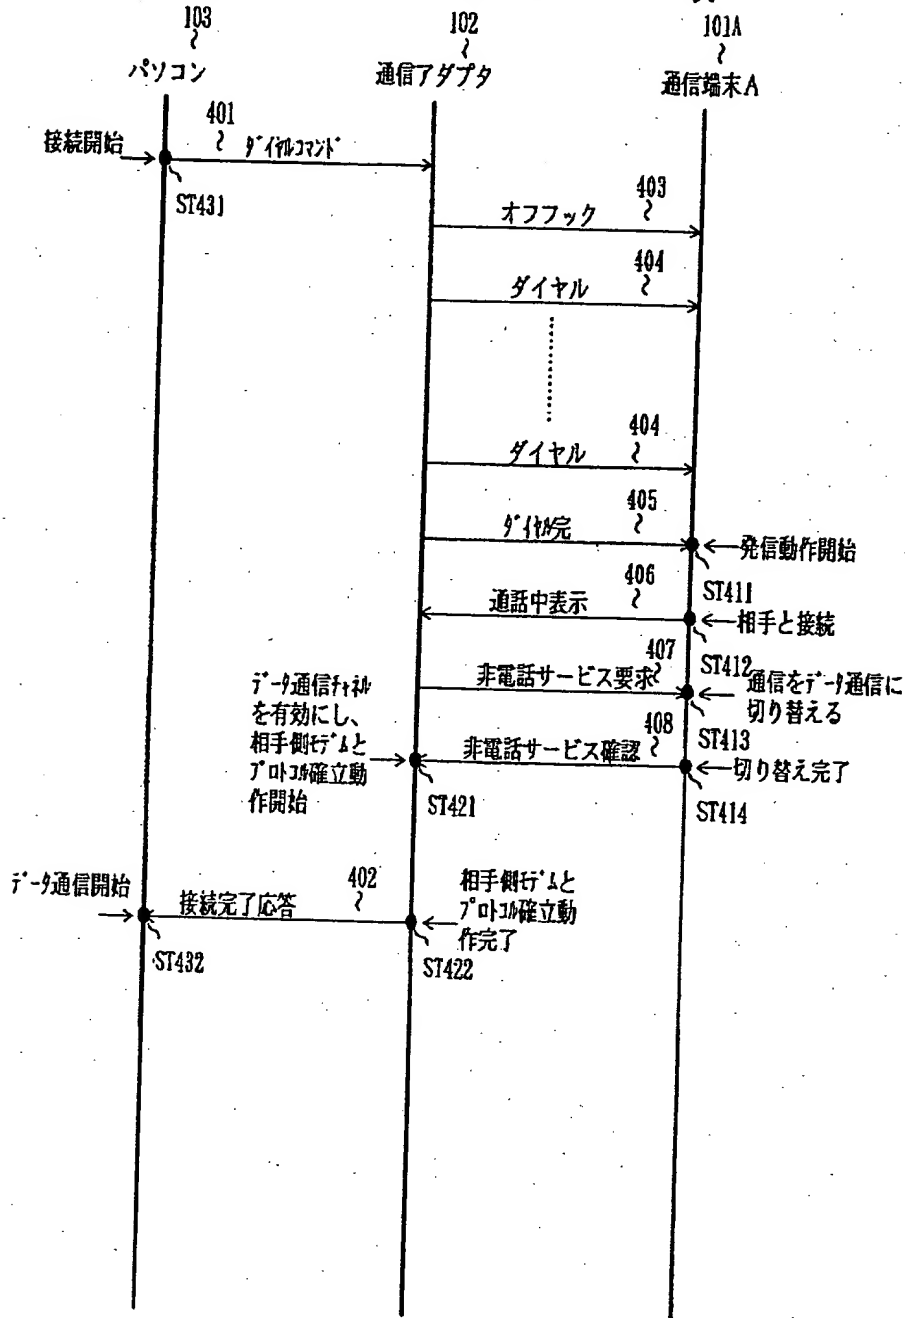 103
102
101A
パソコン
通信アダプタ
通信端末A
接続開始
401
ダイヤルコマンド
ST431
403
オフフック
404
ダイヤル
404
ダイヤル
405
ダイヤル完
発信動作開始
ST411
406
通話中表示
相手と接続
ST412
407
非電話サービス要求
通信をデータ通信に
切り替える
ST413
データ通信チャネル
を有効にし、
相手側モデムと
プロトコル確立動
作開始
408
非電話サービス確認
切り替え完了
ST421
ST414
データ通信開始
402
接続完了応答
相手側モデムと
プロトコル確立動
作完了
ST432
ST422